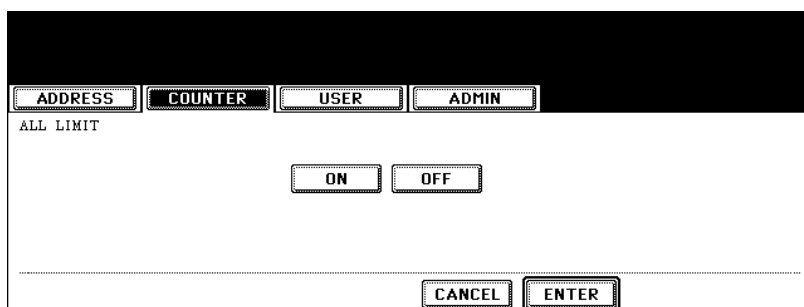 ADDRESS COUNTER USER ADMIN
ALL LIMIT
ON OFF
CANCEL ENTER